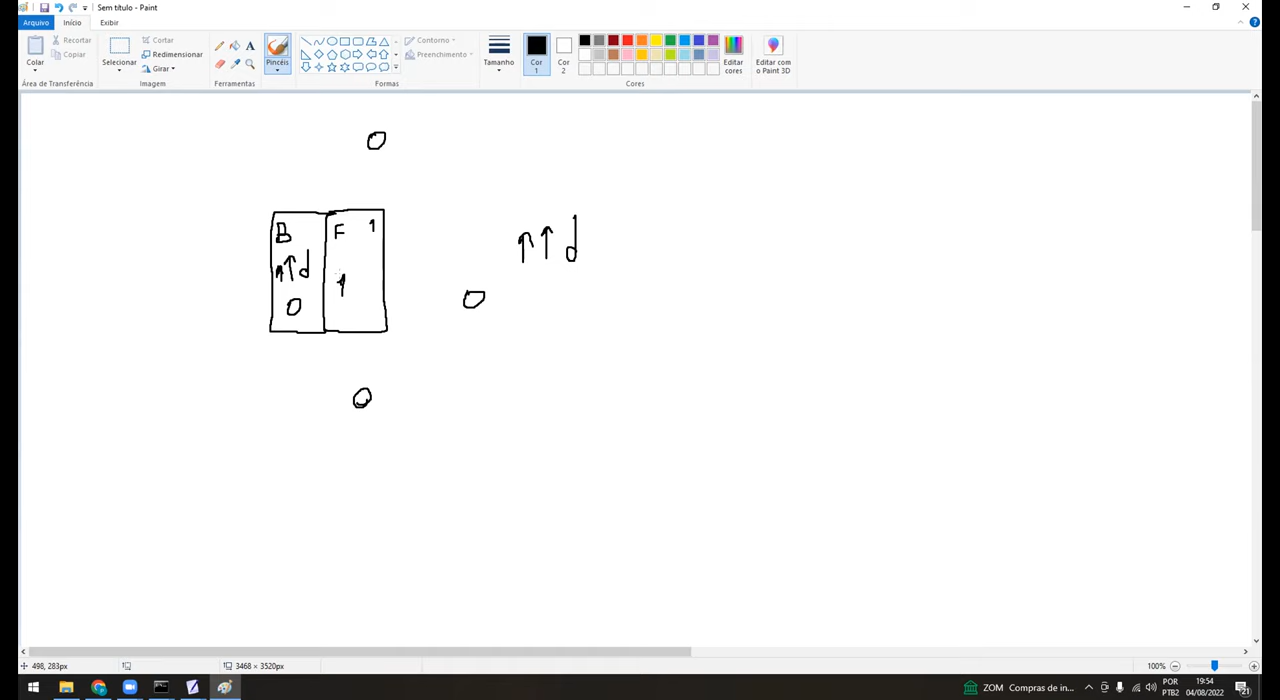 Sem título - Paint
Arquivo Início Exibir
Colar
Recortar
Copiar
Área de Transferência
Selecionar
Cortar
Redimensionar
Girar
Imagem
A
Ferramentas
Pincéis
Contorno
Preenchimento
Formas
Tamanho
Cor
1
Cor
2
Editar
cores
Cores
Editar com
o Paint 3D
0
B F 1
↑↑d 1
0
↑↑d
0
0
498, 283px
3468 × 3520px
100%
ZOM Compras de in...
POR
PTB2
19:54
04/08/2022
21